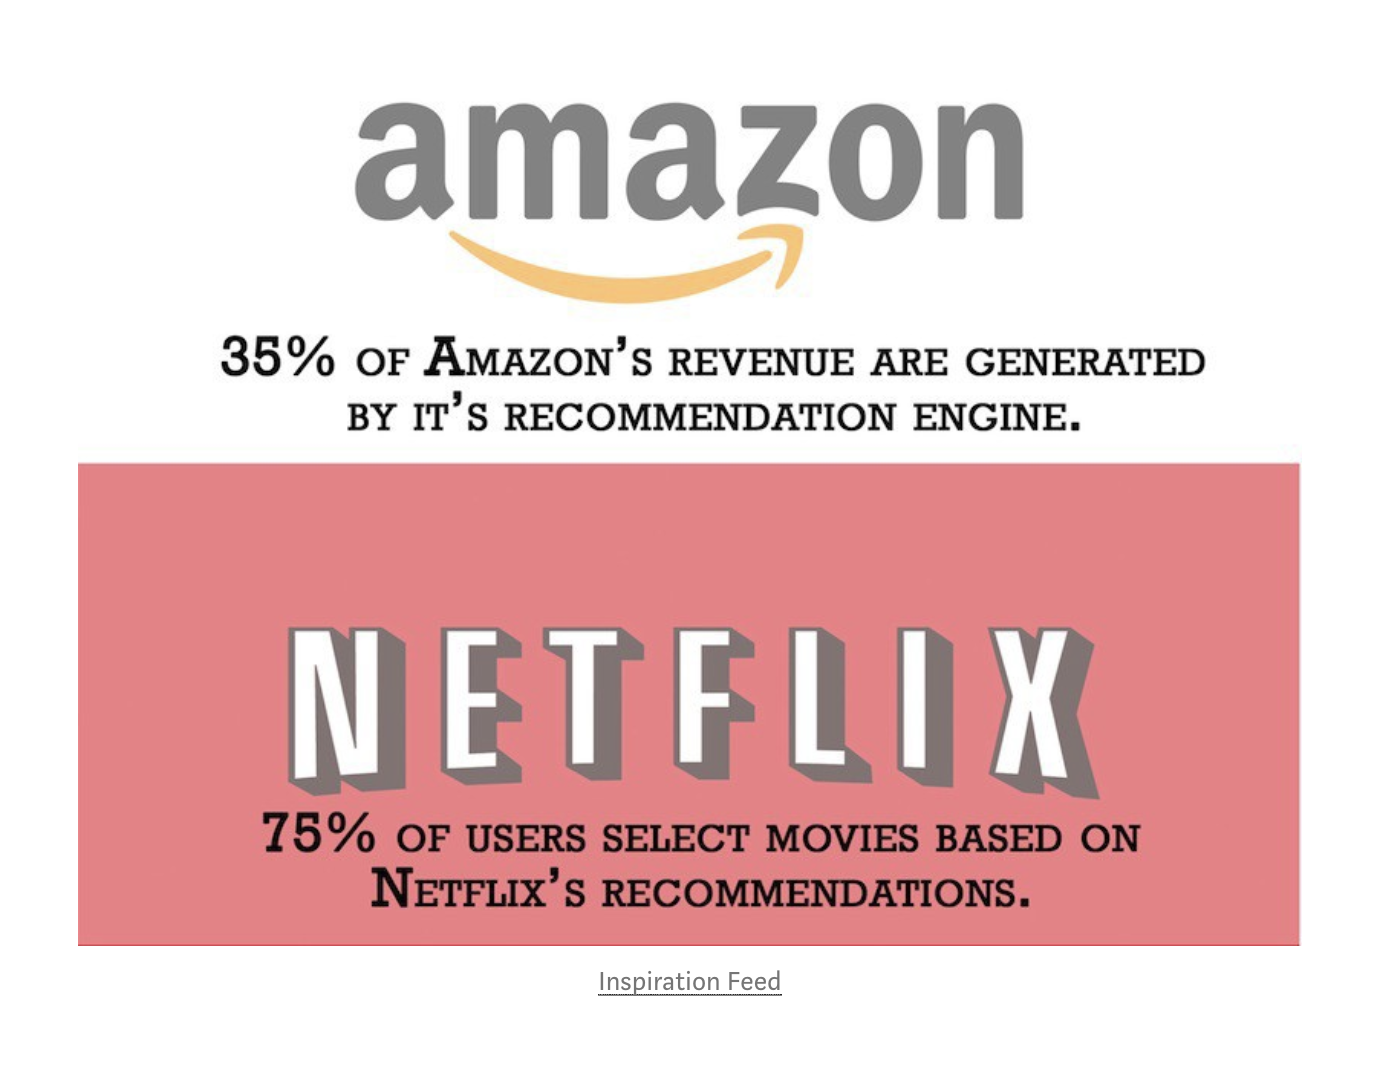 amazon
35% OF AMAZON'S REVENUE ARE GENERATED
BY IT'S RECOMMENDATION ENGINE.
NETFLIX
75% OF USERS SELECT MOVIES BASED ON
NETFLIX'S RECOMMENDATIONS.
Inspiration Feed